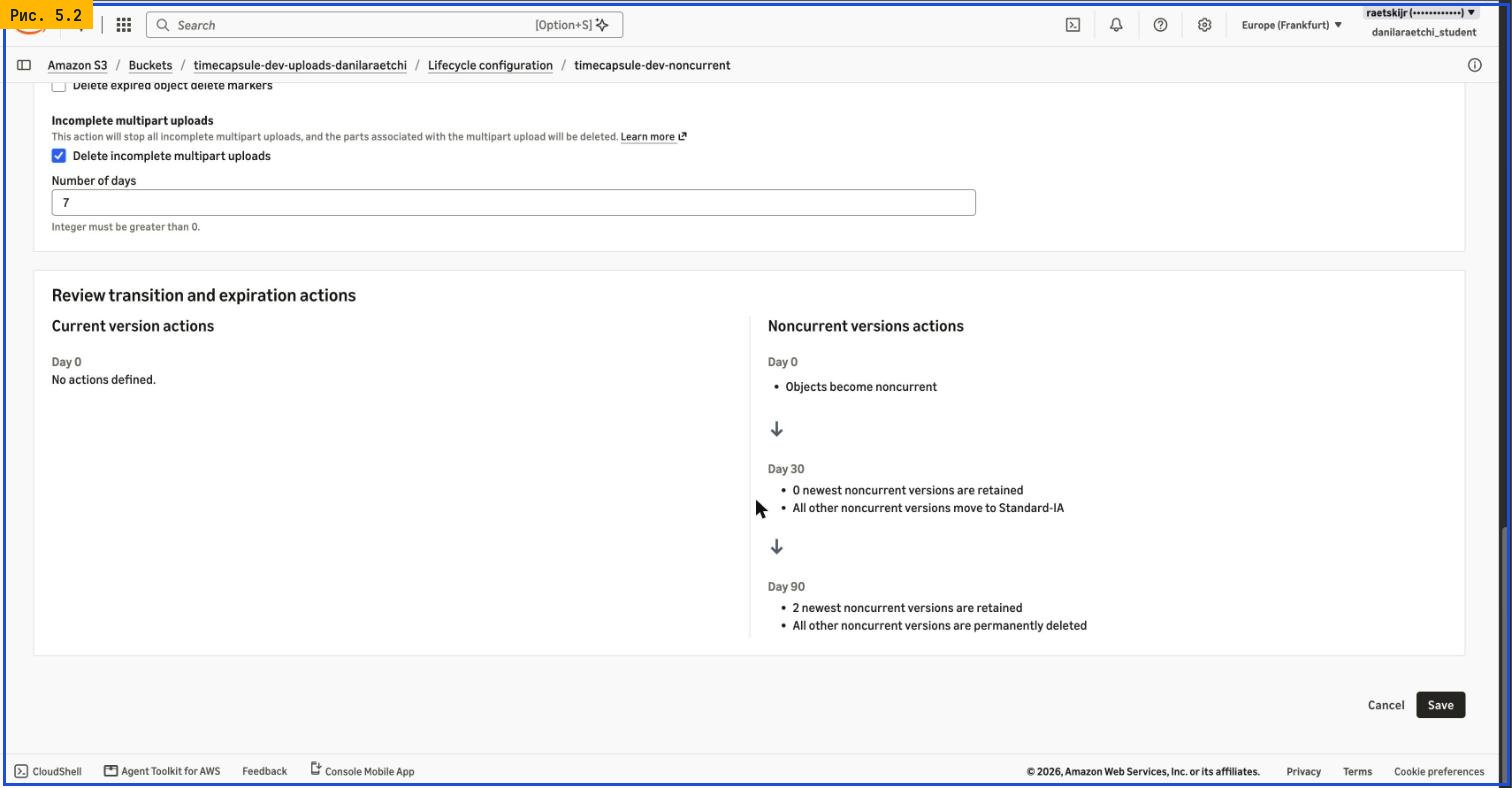 Рис. 5.2
Search [Option+S]
Europe (Frankfurt)
raetskijr (••••••••••••)
danilaraetchi_student
Amazon S3 / Buckets / timecapsule-dev-uploads-danilaraetchi / Lifecycle configuration / timecapsule-dev-noncurrent
Delete expired object delete markers
Incomplete multipart uploads
This action will stop all incomplete multipart uploads, and the parts associated with the multipart upload will be deleted. Learn more
Delete incomplete multipart uploads
Number of days
7
Integer must be greater than 0.
Review transition and expiration actions
Current version actions
Day 0
No actions defined.
Noncurrent versions actions
Day 0
• Objects become noncurrent
Day 30
• 0 newest noncurrent versions are retained
• All other noncurrent versions move to Standard-IA
Day 90
• 2 newest noncurrent versions are retained
• All other noncurrent versions are permanently deleted
Cancel Save
CloudShell Agent Toolkit for AWS Feedback Console Mobile App © 2026, Amazon Web Services, Inc. or its affiliates. Privacy Terms Cookie preferences